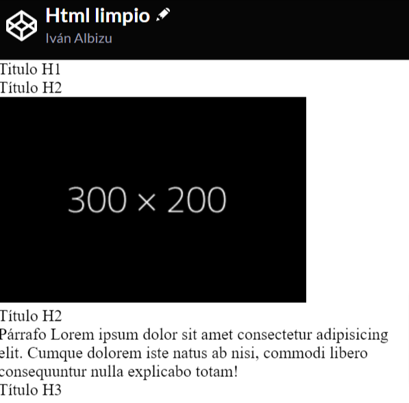 Html limpio
Iván Albizu
Titulo H1
Título H2
300 × 200
Título H2
Párrafo Lorem ipsum dolor sit amet consectetur adipisicing
elit. Cumque dolorem iste natus ab nisi, commodi libero
consequuntur nulla explicabo totam!
Título H3